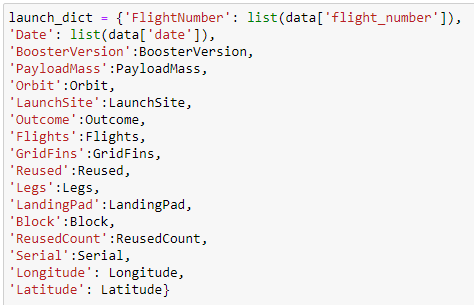 launch_dict = {'FlightNumber': list(data['flight_number']),
'Date': list(data['date']),
'BoosterVersion':BoosterVersion,
'PayloadMass':PayloadMass,
'Orbit':Orbit,
'LaunchSite':LaunchSite,
'Outcome':Outcome,
'Flights':Flights,
'GridFins':GridFins,
'Reused':Reused,
'Legs':Legs,
'LandingPad':LandingPad,
'Block':Block,
'ReusedCount':ReusedCount,
'Serial':Serial,
'Longitude': Longitude,
'Latitude': Latitude}